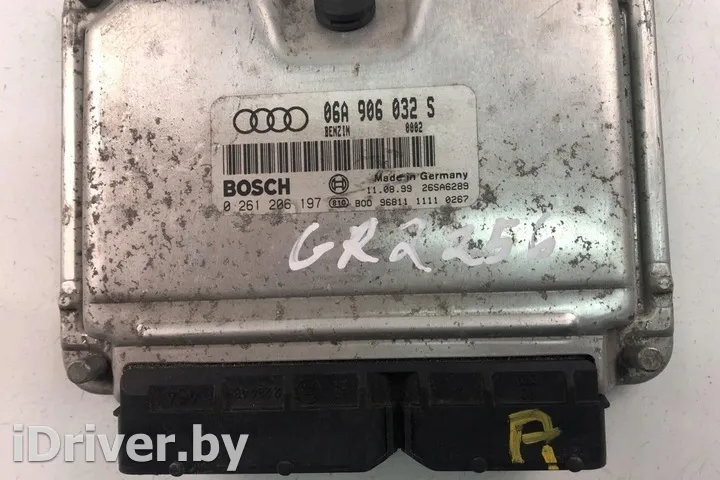 06A 906 032 S
BENZIN 0002
BOSCH
Made in Germany
11.08.99 26SA6289
0 261 206 197 BOO 96811 1111 0267
GR2256
A.
iDriver.by